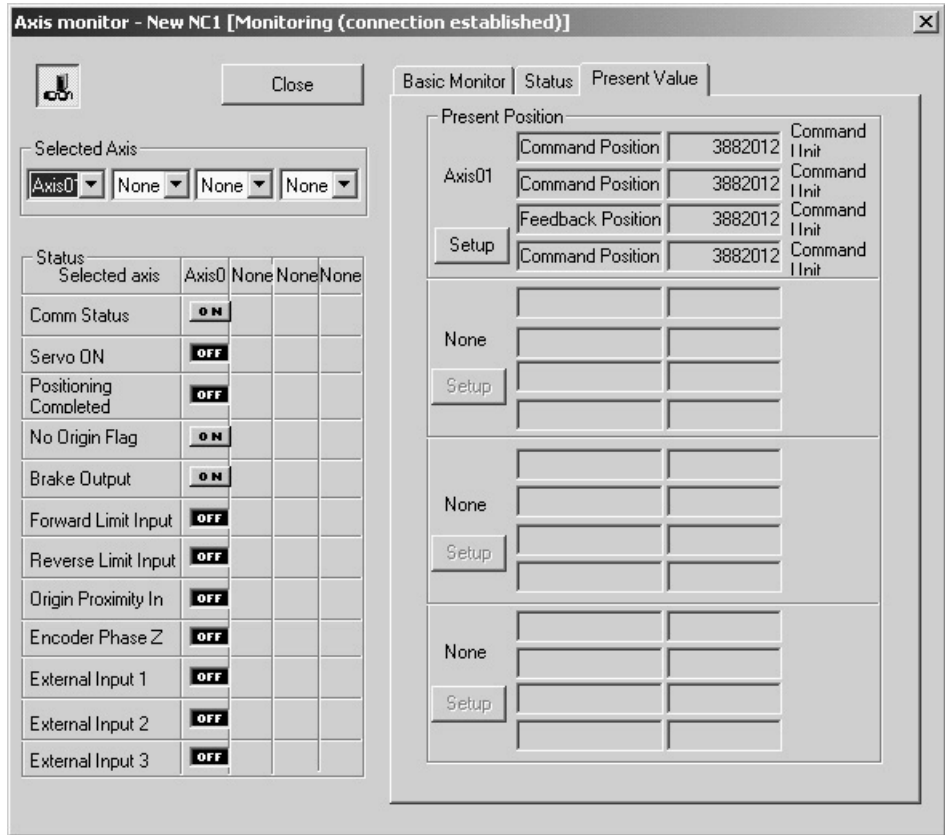 Axis monitor - New NC1 [Monitoring (connection established)]
Close
Selected Axis
Axis01 None None None
Status
Selected axis Axis0 None None None
Comm Status ON
Servo ON OFF
Positioning
Completed OFF
No Origin Flag ON
Brake Output ON
Forward Limit Input OFF
Reverse Limit Input OFF
Origin Proximity In OFF
Encoder Phase Z OFF
External Input 1 OFF
External Input 2 OFF
External Input 3 OFF
Basic Monitor Status Present Value
Present Position
Axis01
Setup
Command Position 3882012 Command
Unit
Command Position 3882012 Command
Unit
Feedback Position 3882012 Command
Unit
Command Position 3882012 Command
Unit
None
Setup
None
Setup
None
Setup